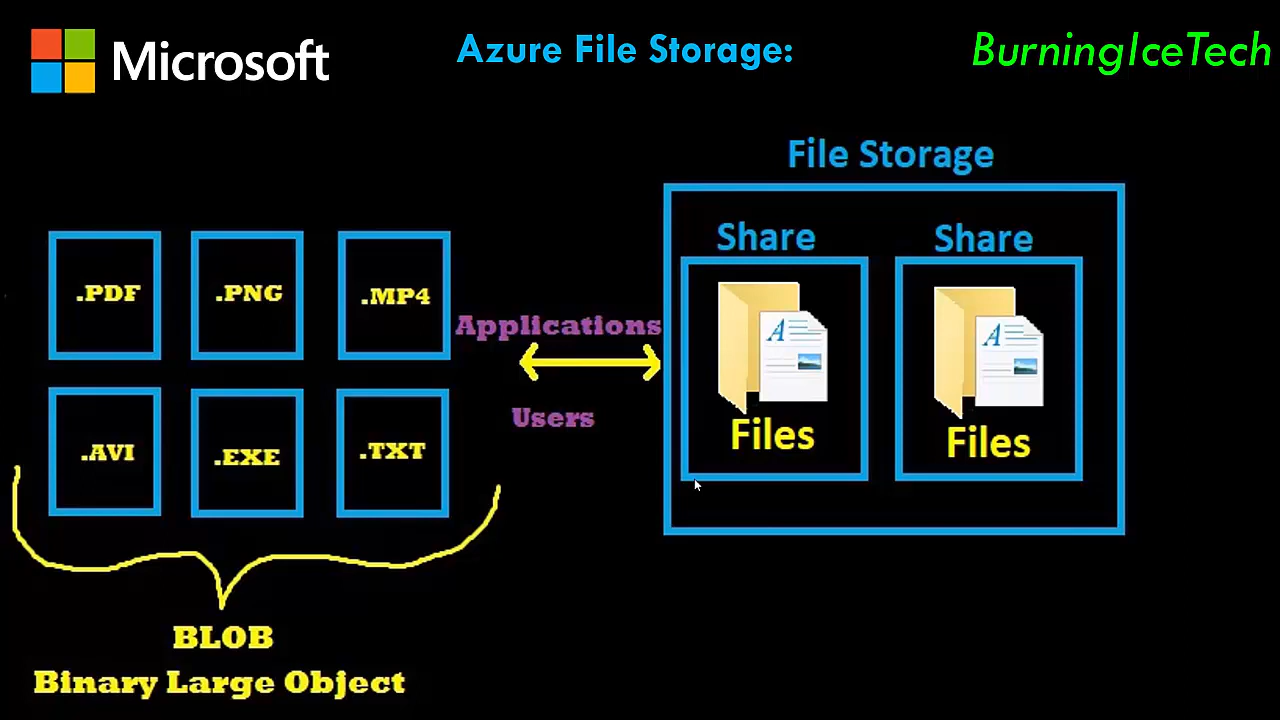 Microsoft
Azure File Storage:
BurningIceTech
File Storage
Share
Share
.PDF
.PNG
.MP4
Applications
Users
.AVI
.EXE
.TXT
Files
Files
BLOB
Binary Large Object